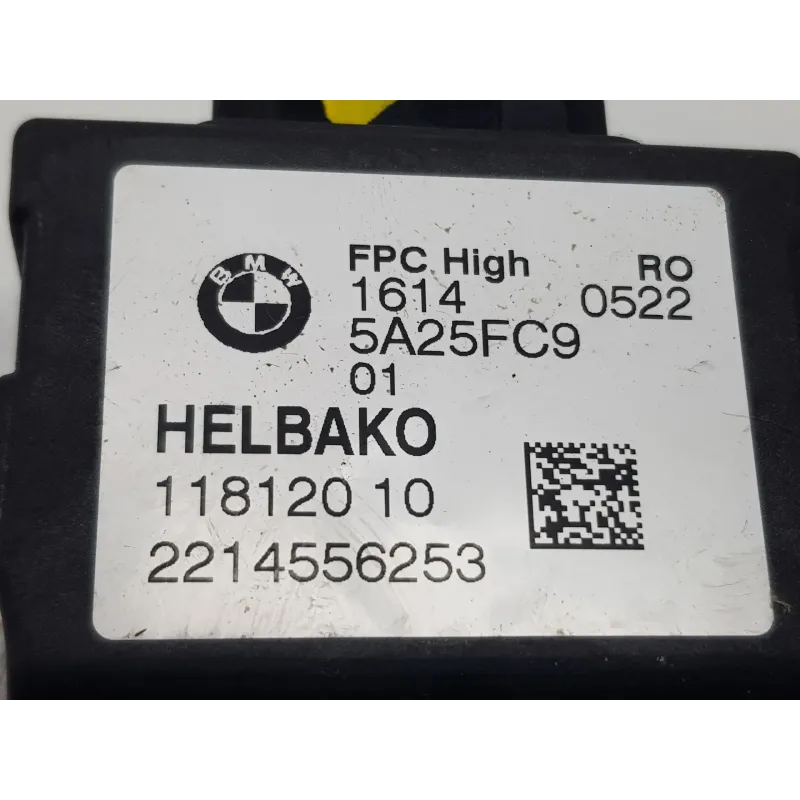 BMW
FPC High RO
1614 0522
5A25FC9
01
HELBAKO
118120 10
2214556253